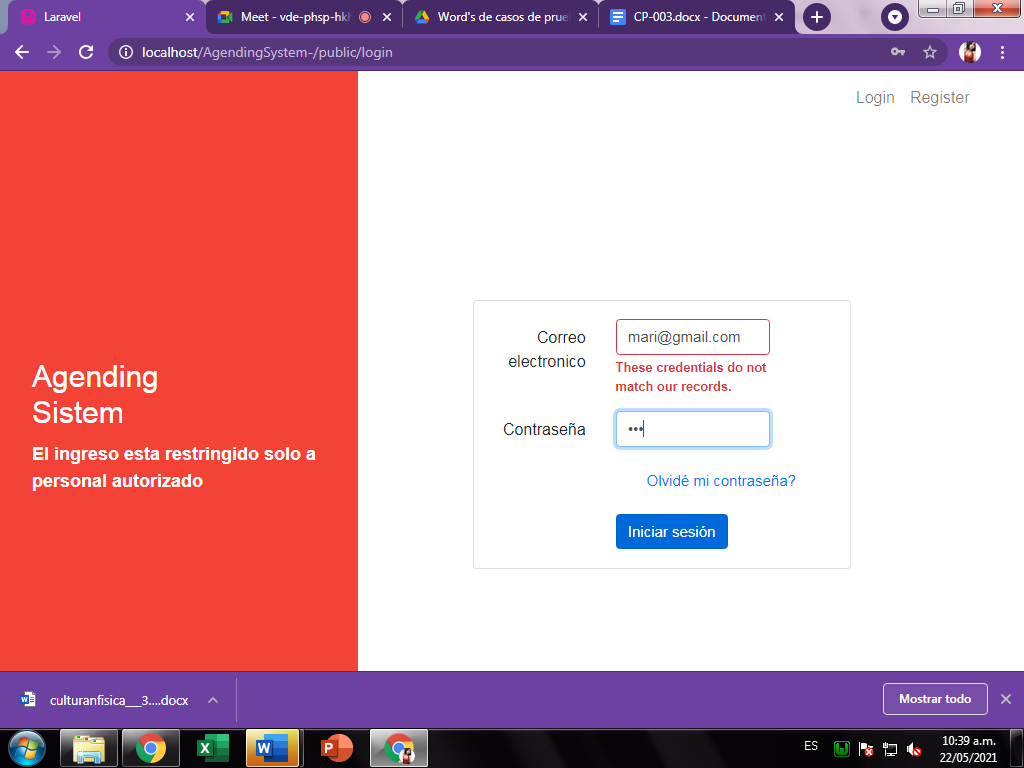 Laravel
Meet - vde-phsp-hkh
Word's de casos de prue
CP-003.docx - Document
localhost/AgendingSystem-/public/login
Login Register
Agending
Sistem
El ingreso esta restringido solo a
personal autorizado
Correo
electronico
mari@gmail.com
These credentials do not
match our records.
Contraseña
Olvidé mi contraseña?
Iniciar sesión
culturanfisica___3....docx
Mostrar todo
ES
10:39 a.m.
22/05/2021